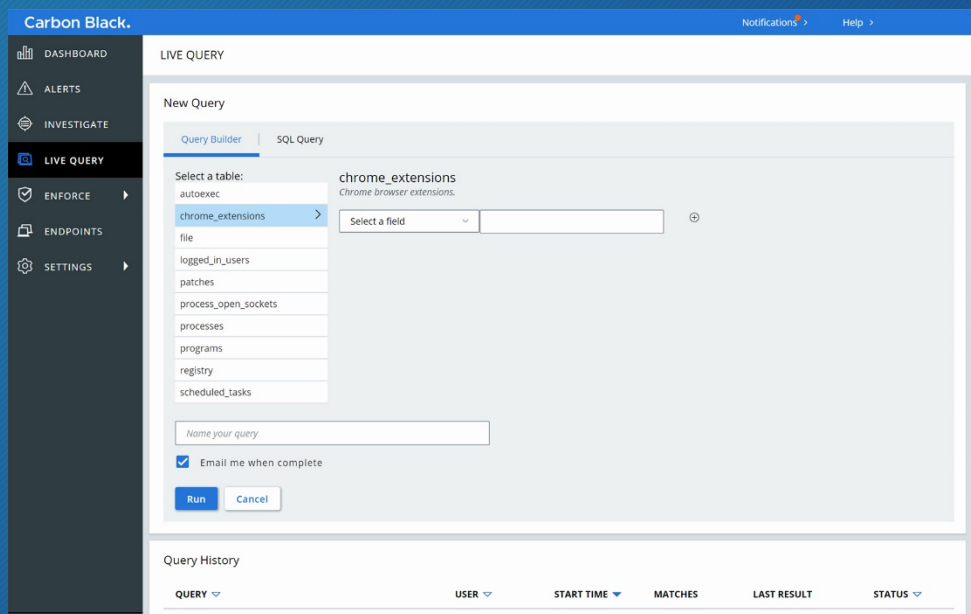 Carbon Black.
Notifications
Help
DASHBOARD
ALERTS
INVESTIGATE
LIVE QUERY
ENFORCE
ENDPOINTS
SETTINGS
LIVE QUERY
New Query
Query Builder
SQL Query
Select a table:
autoexec
chrome_extensions
file
logged_in_users
patches
process_open_sockets
processes
programs
registry
scheduled_tasks
chrome_extensions
Chrome browser extensions.
Select a field
Name your query
Email me when complete
Run
Cancel
Query History
QUERY
USER
START TIME
MATCHES
LAST RESULT
STATUS